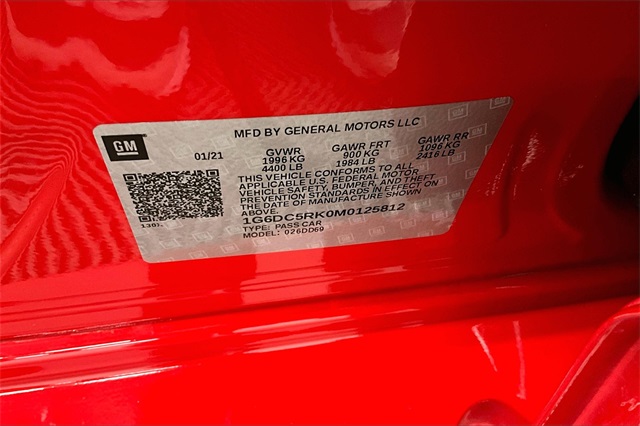 MFD BY GENERAL MOTORS LLC
GM
01/21 GVWR GAWR FRT GAWR RR
1996 KG 900 KG 1096 KG
4400 LB 1984 LB 2416 LB
THIS VEHICLE CONFORMS TO ALL
APPLICABLE U.S. FEDERAL MOTOR
VEHICLE SAFETY, BUMPER, AND THEFT
PREVENTION STANDARDS IN EFFECT ON
THE DATE OF MANUFACTURE SHOWN
ABOVE.
1G6DC5RK0M0125812
TYPE: PASS CAR
MODEL: 026DD69